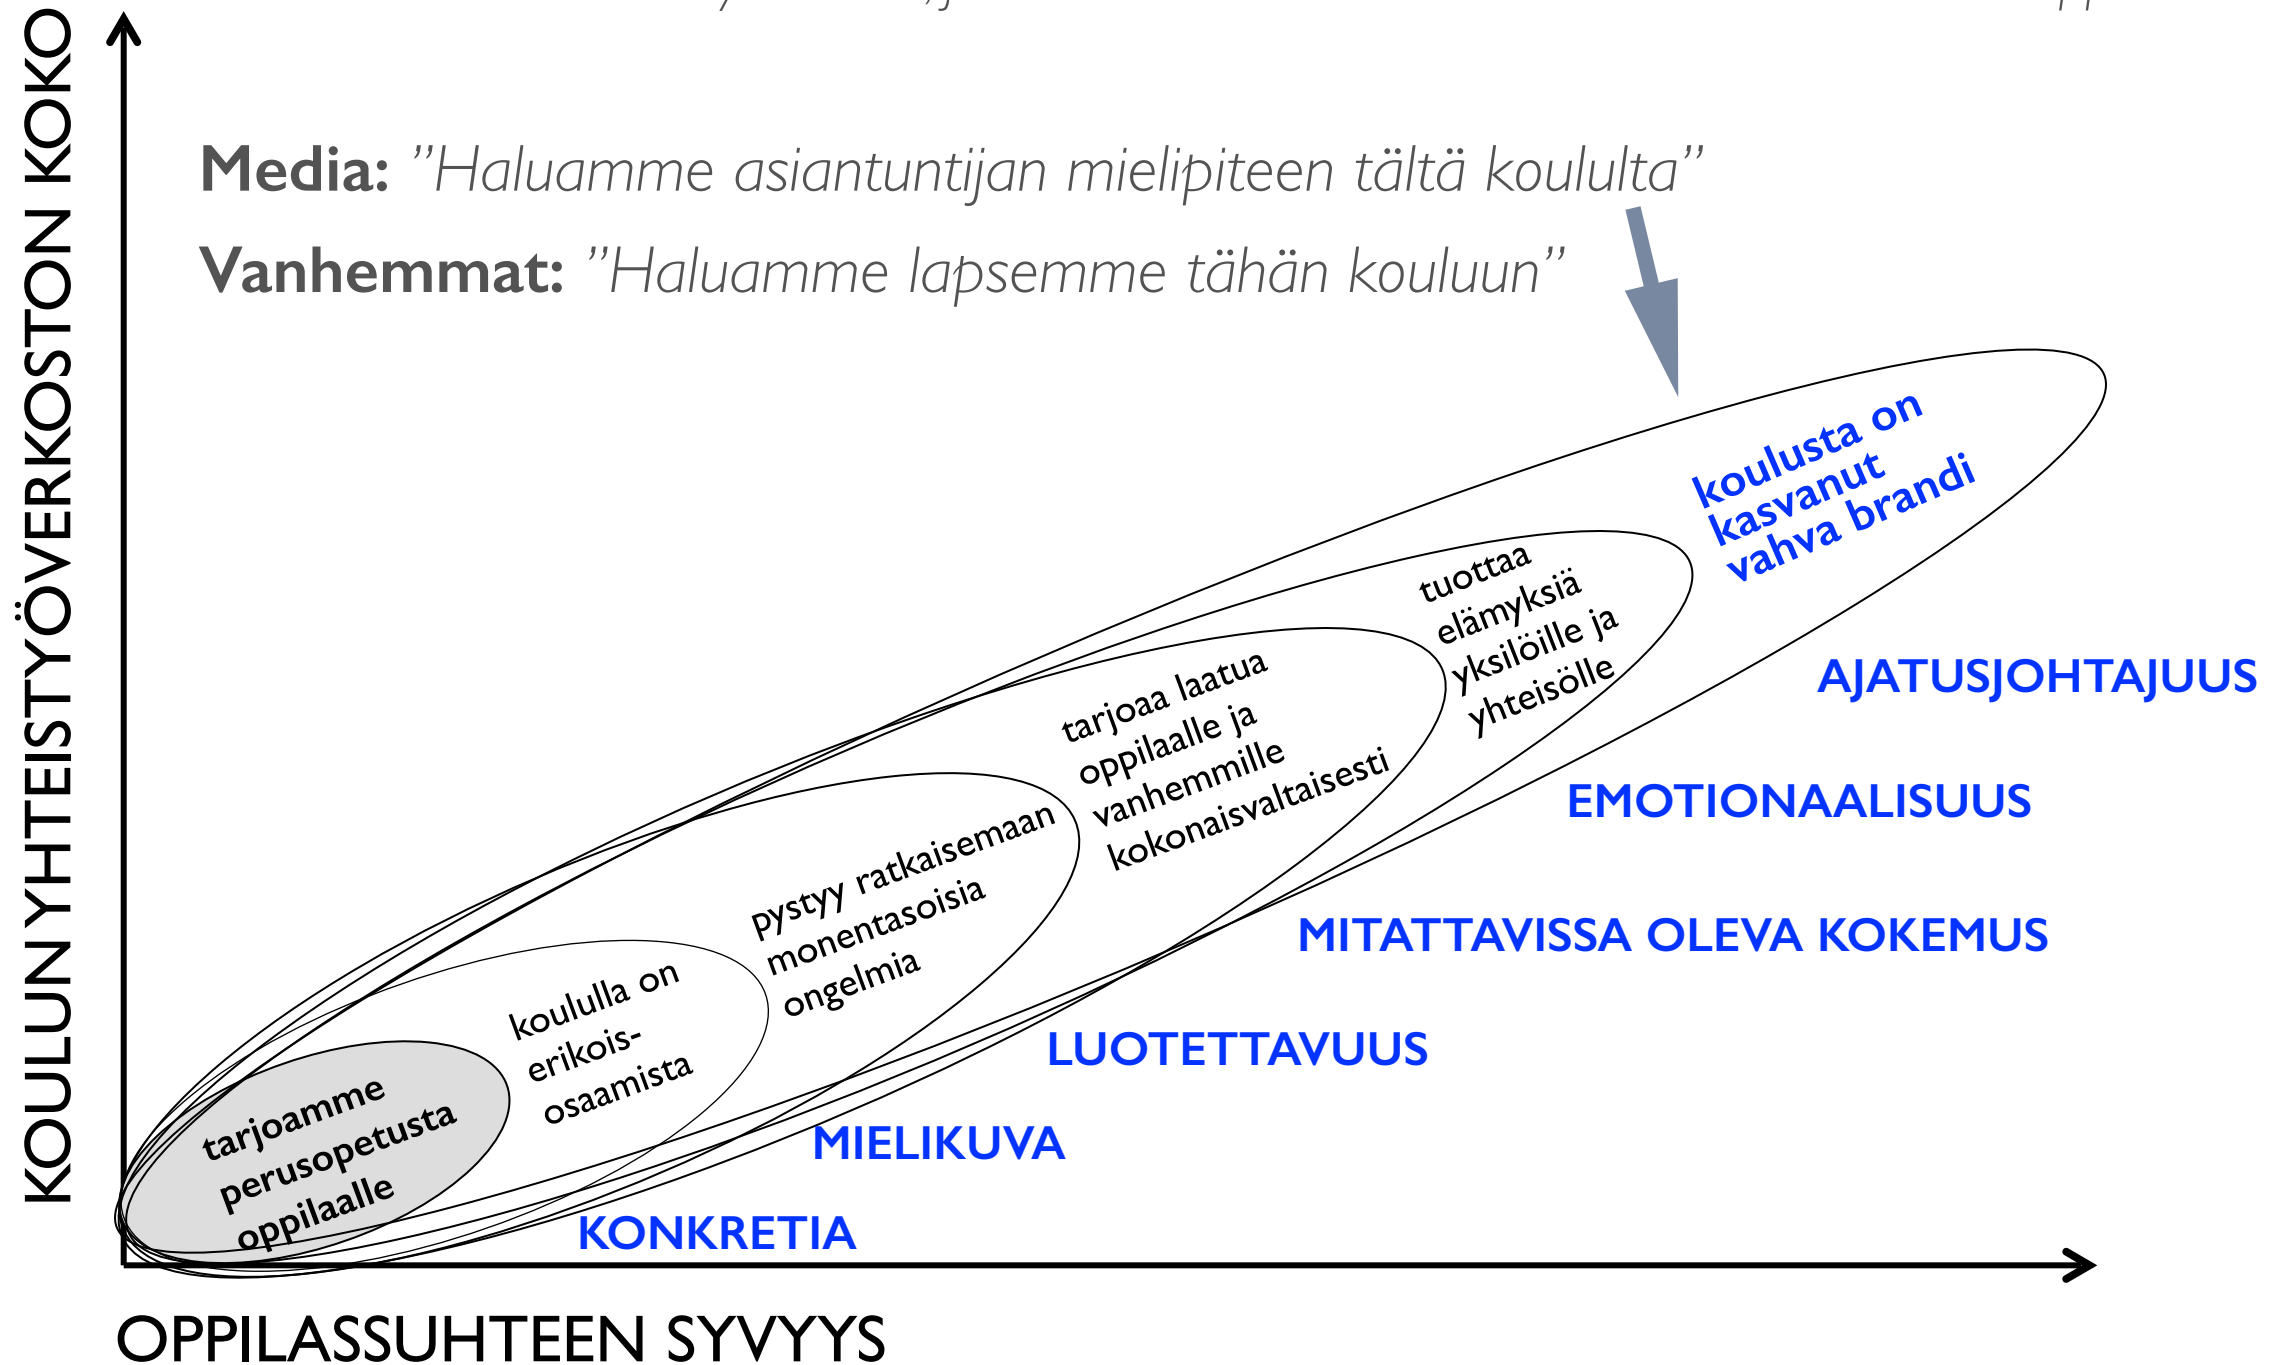 KOULUN YHTEISTYÖVERKOSTON KOKO
Media: ”Haluamme asiantuntijan mielipiteen tältä koululta”
Vanhemmat: ”Haluamme lapsemme tähän kouluun”
koulusta on
kasvanut
vahva brandi
tuottaa
elämyksiä
yksilöille ja
yhteisölle
tarjoaa laatua
oppilaalle ja
vanhemmille
kokonaisvaltaisesti
pystyy ratkaisemaan
monentasoisia
ongelmia
koululla on
erikois-
osaamista
tarjoamme
perusopetusta
oppilaalle
AJATUSJOHTAJUUS
EMOTIONAALISUUS
MITATTAVISSA OLEVA KOKEMUS
LUOTETTAVUUS
MIELIKUVA
KONKRETIA
OPPILASSUHTEEN SYVYYS